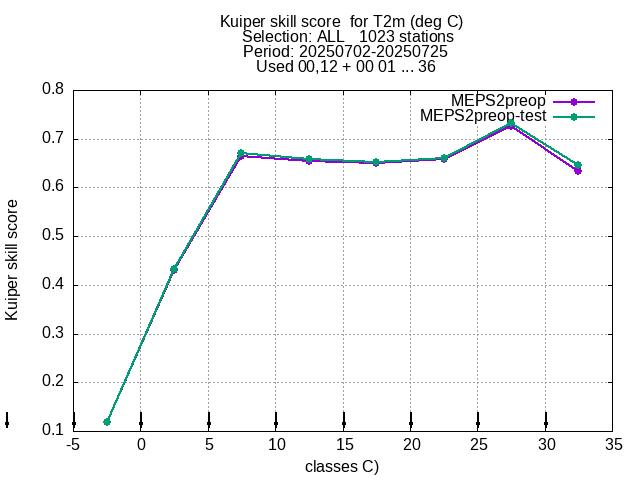 Kuiper skill score  for T2m (deg C)
Selection: ALL   1023 stations
Period: 20250702-20250725
Used 00,12 + 00 01 ... 36
MEPS2preop
MEPS2preop-test
0.8
0.7
0.6
0.5
0.4
0.3
0.2
0.1
Kuiper skill score
-5 0 5 10 15 20 25 30 35
classes C)